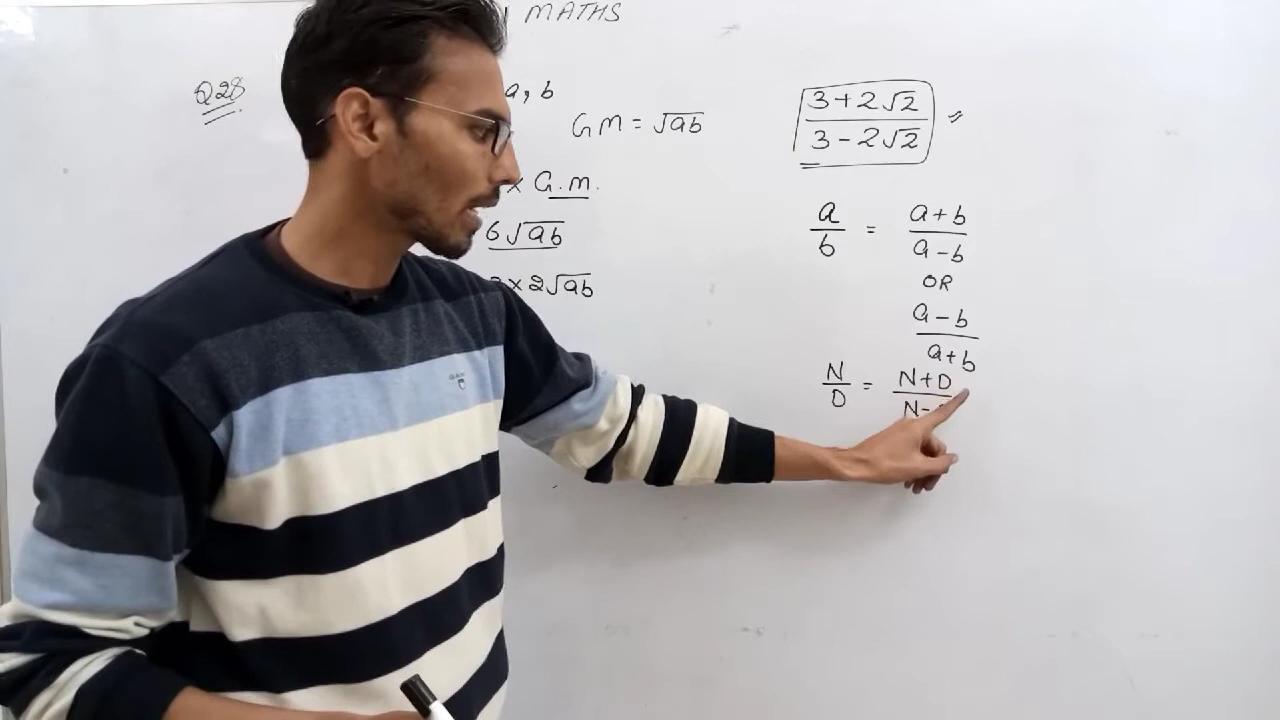 MATHS
Q28
a, b
GM = √ab
× G.m.
6√ab
× 2√ab
3 + 2√2
3 - 2√2
a/b = a+b/a-b
OR
a-b/a+b
N/D = N+D/N-